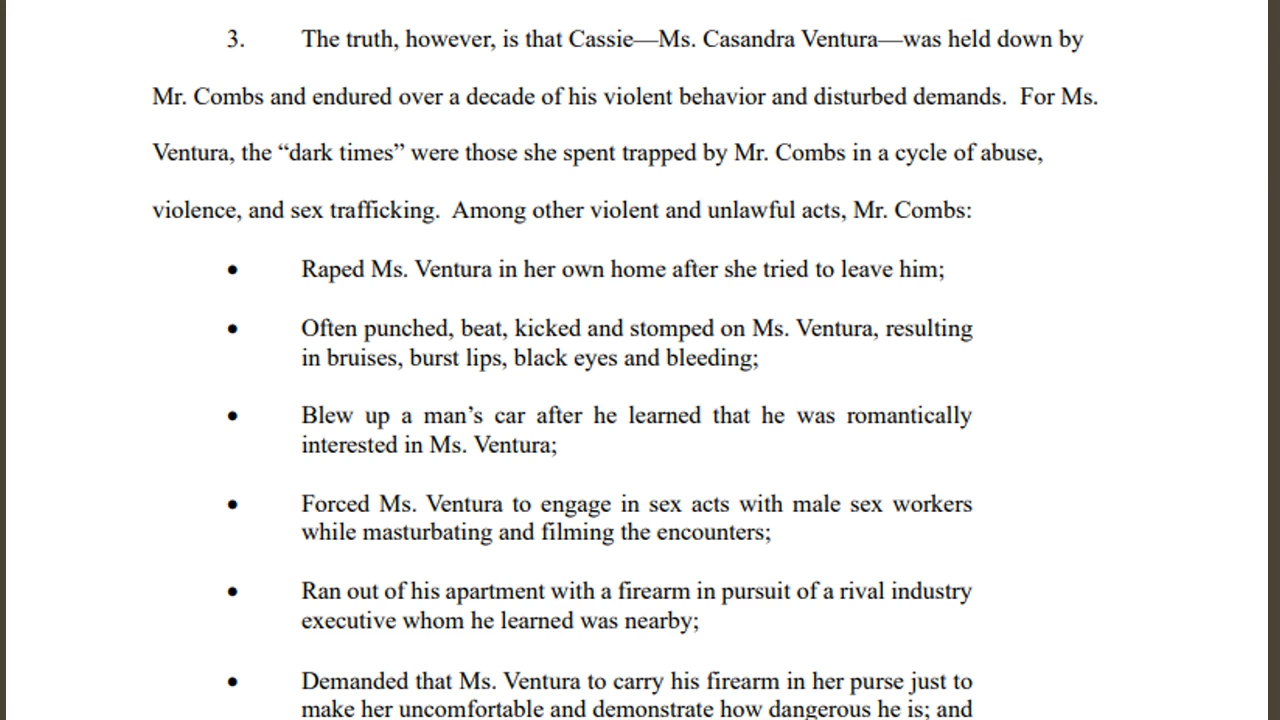 3. The truth, however, is that Cassie—Ms. Casandra Ventura—was held down by
Mr. Combs and endured over a decade of his violent behavior and disturbed demands.  For Ms.
Ventura, the “dark times” were those she spent trapped by Mr. Combs in a cycle of abuse,
violence, and sex trafficking.  Among other violent and unlawful acts, Mr. Combs:
• Raped Ms. Ventura in her own home after she tried to leave him;
• Often punched, beat, kicked and stomped on Ms. Ventura, resulting
in bruises, burst lips, black eyes and bleeding;
• Blew up a man’s car after he learned that he was romantically
interested in Ms. Ventura;
• Forced Ms. Ventura to engage in sex acts with male sex workers
while masturbating and filming the encounters;
• Ran out of his apartment with a firearm in pursuit of a rival industry
executive whom he learned was nearby;
• Demanded that Ms. Ventura to carry his firearm in her purse just to
make her uncomfortable and demonstrate how dangerous he is; and